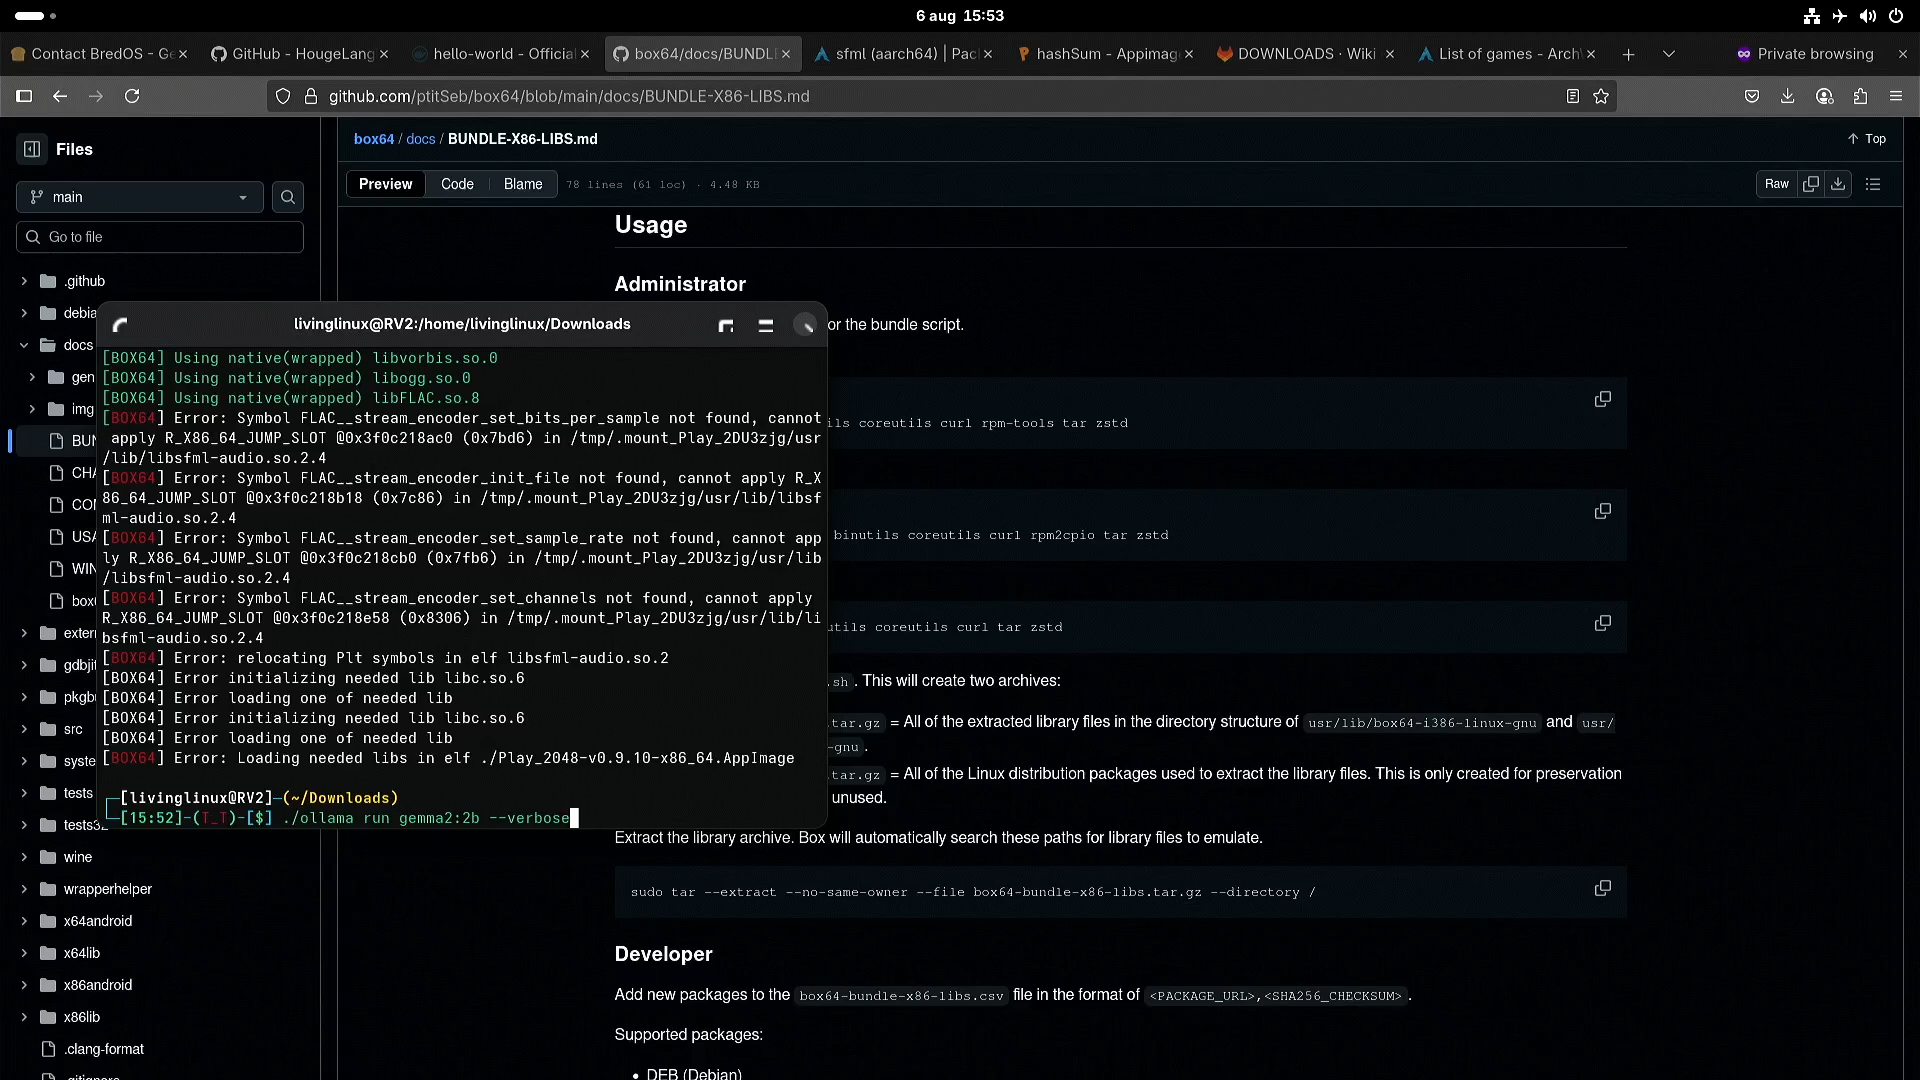 6 aug 15:53
Contact BredOS - Ge
GitHub - HougeLang
hello-world - Official
box64/docs/BUNDLE
sfml (aarch64) | Pac
hashSum - Appimag
DOWNLOADS · Wiki
List of games - ArchW
Private browsing
github.com/ptitSeb/box64/blob/main/docs/BUNDLE-X86-LIBS.md
Files
main
Go to file
.github
debia
docs
gen
img
BUN
CHA
COM
USA
WIN
box6
extern
gdbjit
pkgbu
src
syste
tests
tests32
wine
wrapperhelper
x64android
x64lib
x86android
x86lib
.clang-format
.gitignore
box64 / docs / BUNDLE-X86-LIBS.md
Top
Preview Code Blame 78 lines (61 loc) · 4.48 KB
Raw
Usage
Administrator
or the bundle script.
ils coreutils curl rpm-tools tar zstd
binutils coreutils curl rpm2cpio tar zstd
utils coreutils curl tar zstd
.sh . This will create two archives:
.tar.gz = All of the extracted library files in the directory structure of usr/lib/box64-i386-linux-gnu and usr/
-gnu .
.tar.gz = All of the Linux distribution packages used to extract the library files. This is only created for preservation
unused.
Extract the library archive. Box will automatically search these paths for library files to emulate.
sudo tar --extract --no-same-owner --file box64-bundle-x86-libs.tar.gz --directory /
Developer
Add new packages to the box64-bundle-x86-libs.csv file in the format of <PACKAGE_URL>,<SHA256_CHECKSUM> .
Supported packages:
• DEB (Debian)
livinglinux@RV2:/home/livinglinux/Downloads
[BOX64] Using native(wrapped) libvorbis.so.0
[BOX64] Using native(wrapped) libogg.so.0
[BOX64] Using native(wrapped) libFLAC.so.8
[BOX64] Error: Symbol FLAC__stream_encoder_set_bits_per_sample not found, cannot
apply R_X86_64_JUMP_SLOT @0x3f0c218ac0 (0x7bd6) in /tmp/.mount_Play_2DU3zjg/usr
/lib/libsfml-audio.so.2.4
[BOX64] Error: Symbol FLAC__stream_encoder_init_file not found, cannot apply R_X
86_64_JUMP_SLOT @0x3f0c218b18 (0x7c86) in /tmp/.mount_Play_2DU3zjg/usr/lib/libsf
ml-audio.so.2.4
[BOX64] Error: Symbol FLAC__stream_encoder_set_sample_rate not found, cannot app
ly R_X86_64_JUMP_SLOT @0x3f0c218cb0 (0x7fb6) in /tmp/.mount_Play_2DU3zjg/usr/lib
/libsfml-audio.so.2.4
[BOX64] Error: Symbol FLAC__stream_encoder_set_channels not found, cannot apply
R_X86_64_JUMP_SLOT @0x3f0c218e58 (0x8306) in /tmp/.mount_Play_2DU3zjg/usr/lib/li
bsfml-audio.so.2.4
[BOX64] Error: relocating Plt symbols in elf libsfml-audio.so.2
[BOX64] Error initializing needed lib libc.so.6
[BOX64] Error loading one of needed lib
[BOX64] Error initializing needed lib libc.so.6
[BOX64] Error loading one of needed lib
[BOX64] Error: Loading needed libs in elf ./Play_2048-v0.9.10-x86_64.AppImage
[livinglinux@RV2]-(~/Downloads)
[15:52]-(T_T)-[$] ./ollama run gemma2:2b --verbose